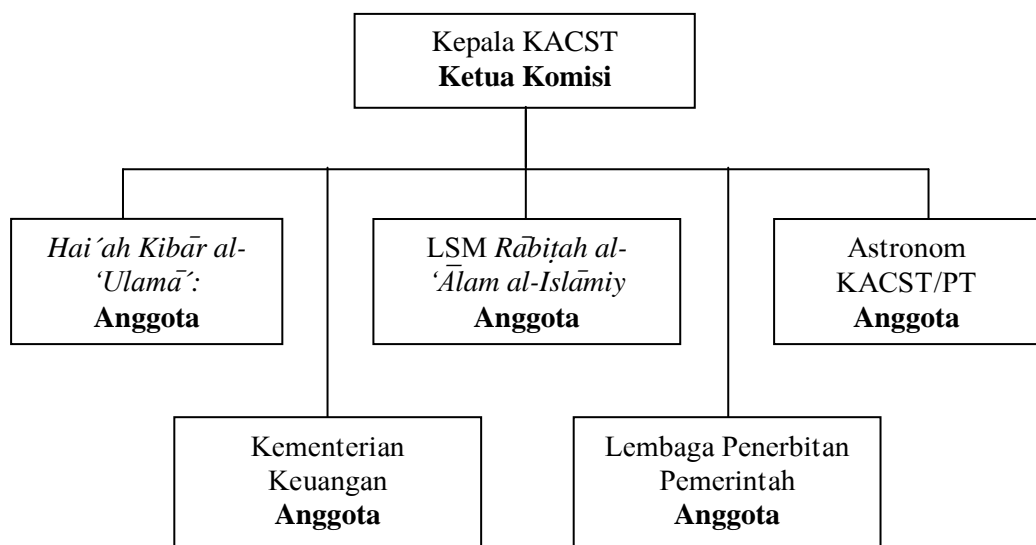 Kepala KACST
Ketua Komisi
Hai´ah Kibār al-
‘Ulamā´:
Anggota
LSM Rābiṭah al-
‘Ālam al-Islāmiy
Anggota
Astronom
KACST/PT
Anggota
Kementerian
Keuangan
Anggota
Lembaga Penerbitan
Pemerintah
Anggota